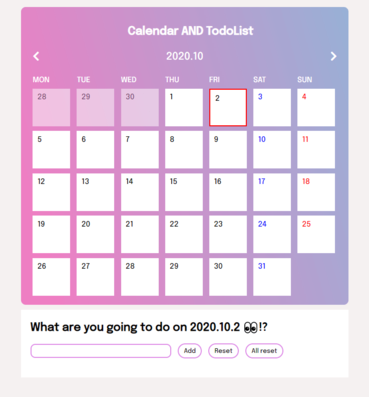 Calendar AND TodoList
< 2020.10 >
MON TUE WED THU FRI SAT SUN
28 29 30 1 2 3 4
5 6 7 8 9 10 11
12 13 14 15 16 17 18
19 20 21 22 23 24 25
26 27 28 29 30 31
What are you going to do on 2020.10.2 👀!?
Add Reset All reset